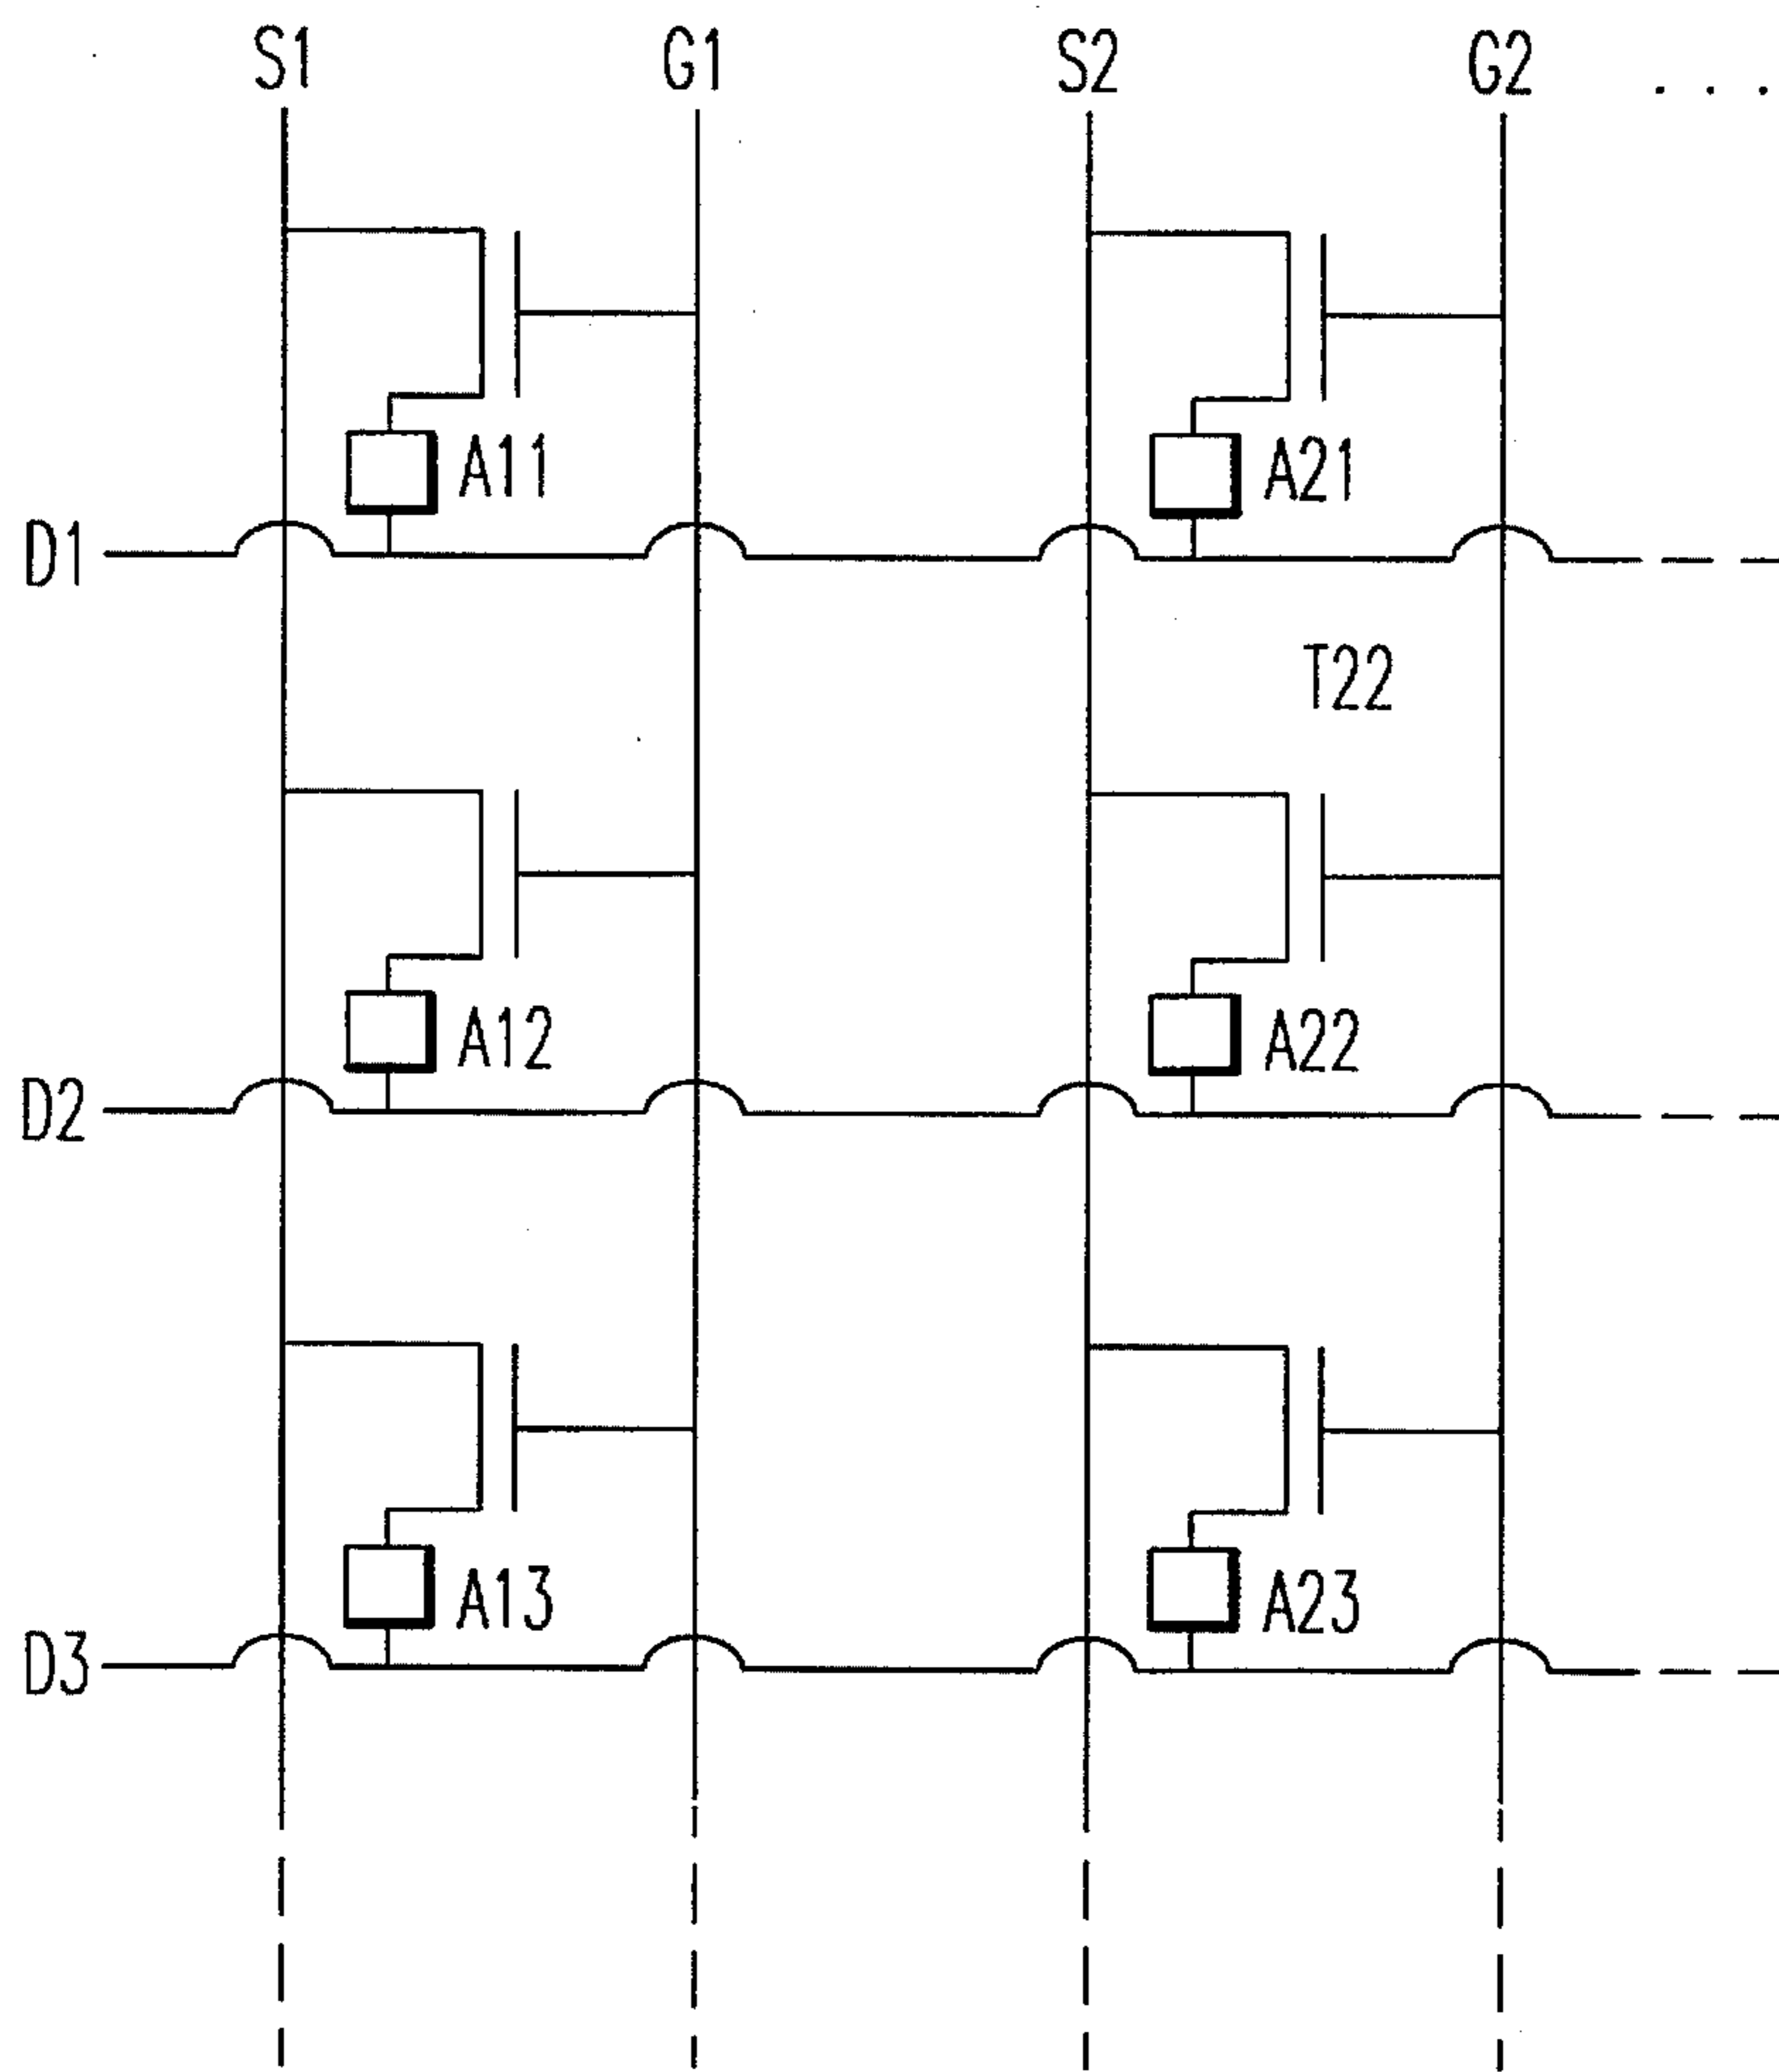 S1 G1 S2 G2 . . .
A11 A21
D1
T22
A12 A22
D2
A13 A23
D3